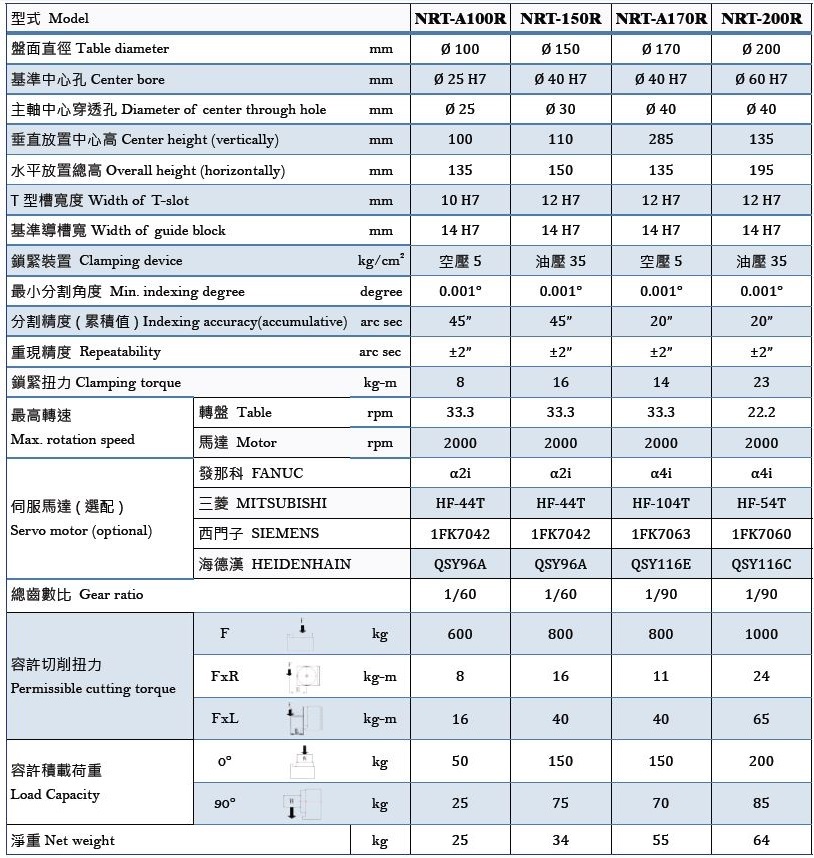 型式 Model NRT-A100R NRT-150R NRT-A170R NRT-200R
盤面直徑 Table diameter mm Ø 100 Ø 150 Ø 170 Ø 200
基準中心孔 Center bore mm Ø 25 H7 Ø 40 H7 Ø 40 H7 Ø 60 H7
主軸中心穿透孔 Diameter of center through hole mm Ø 25 Ø 30 Ø 40 Ø 40
垂直放置中心高 Center height (vertically) mm 100 110 285 135
水平放置總高 Overall height (horizontally) mm 135 150 135 195
T 型槽寬度 Width of T-slot mm 10 H7 12 H7 12 H7 12 H7
基準導槽寬 Width of guide block mm 14 H7 14 H7 14 H7 14 H7
鎖緊裝置 Clamping device kg/cm² 空壓 5 油壓 35 空壓 5 油壓 35
最小分割角度 Min. indexing degree degree 0.001° 0.001° 0.001° 0.001°
分割精度 ( 累積值 ) Indexing accuracy(accumulative) arc sec 45” 45” 20” 20”
重現精度 Repeatability arc sec ±2” ±2” ±2” ±2”
鎖緊扭力 Clamping torque kg-m 8 16 14 23
最高轉速
Max. rotation speed
轉盤 Table rpm 33.3 33.3 33.3 22.2
馬達 Motor rpm 2000 2000 2000 2000
伺服馬達 ( 選配 )
Servo motor (optional)
發那科 FANUC α2i α2i α4i α4i
三菱 MITSUBISHI HF-44T HF-44T HF-104T HF-54T
西門子 SIEMENS 1FK7042 1FK7042 1FK7063 1FK7060
海德漢 HEIDENHAIN QSY96A QSY96A QSY116E QSY116C
總齒數比 Gear ratio 1/60 1/60 1/90 1/90
容許切削扭力
Permissible cutting torque
F kg 600 800 800 1000
FxR kg-m 8 16 11 24
FxL kg-m 16 40 40 65
容許積載荷重
Load Capacity
0° kg 50 150 150 200
90° kg 25 75 70 85
淨重 Net weight kg 25 34 55 64